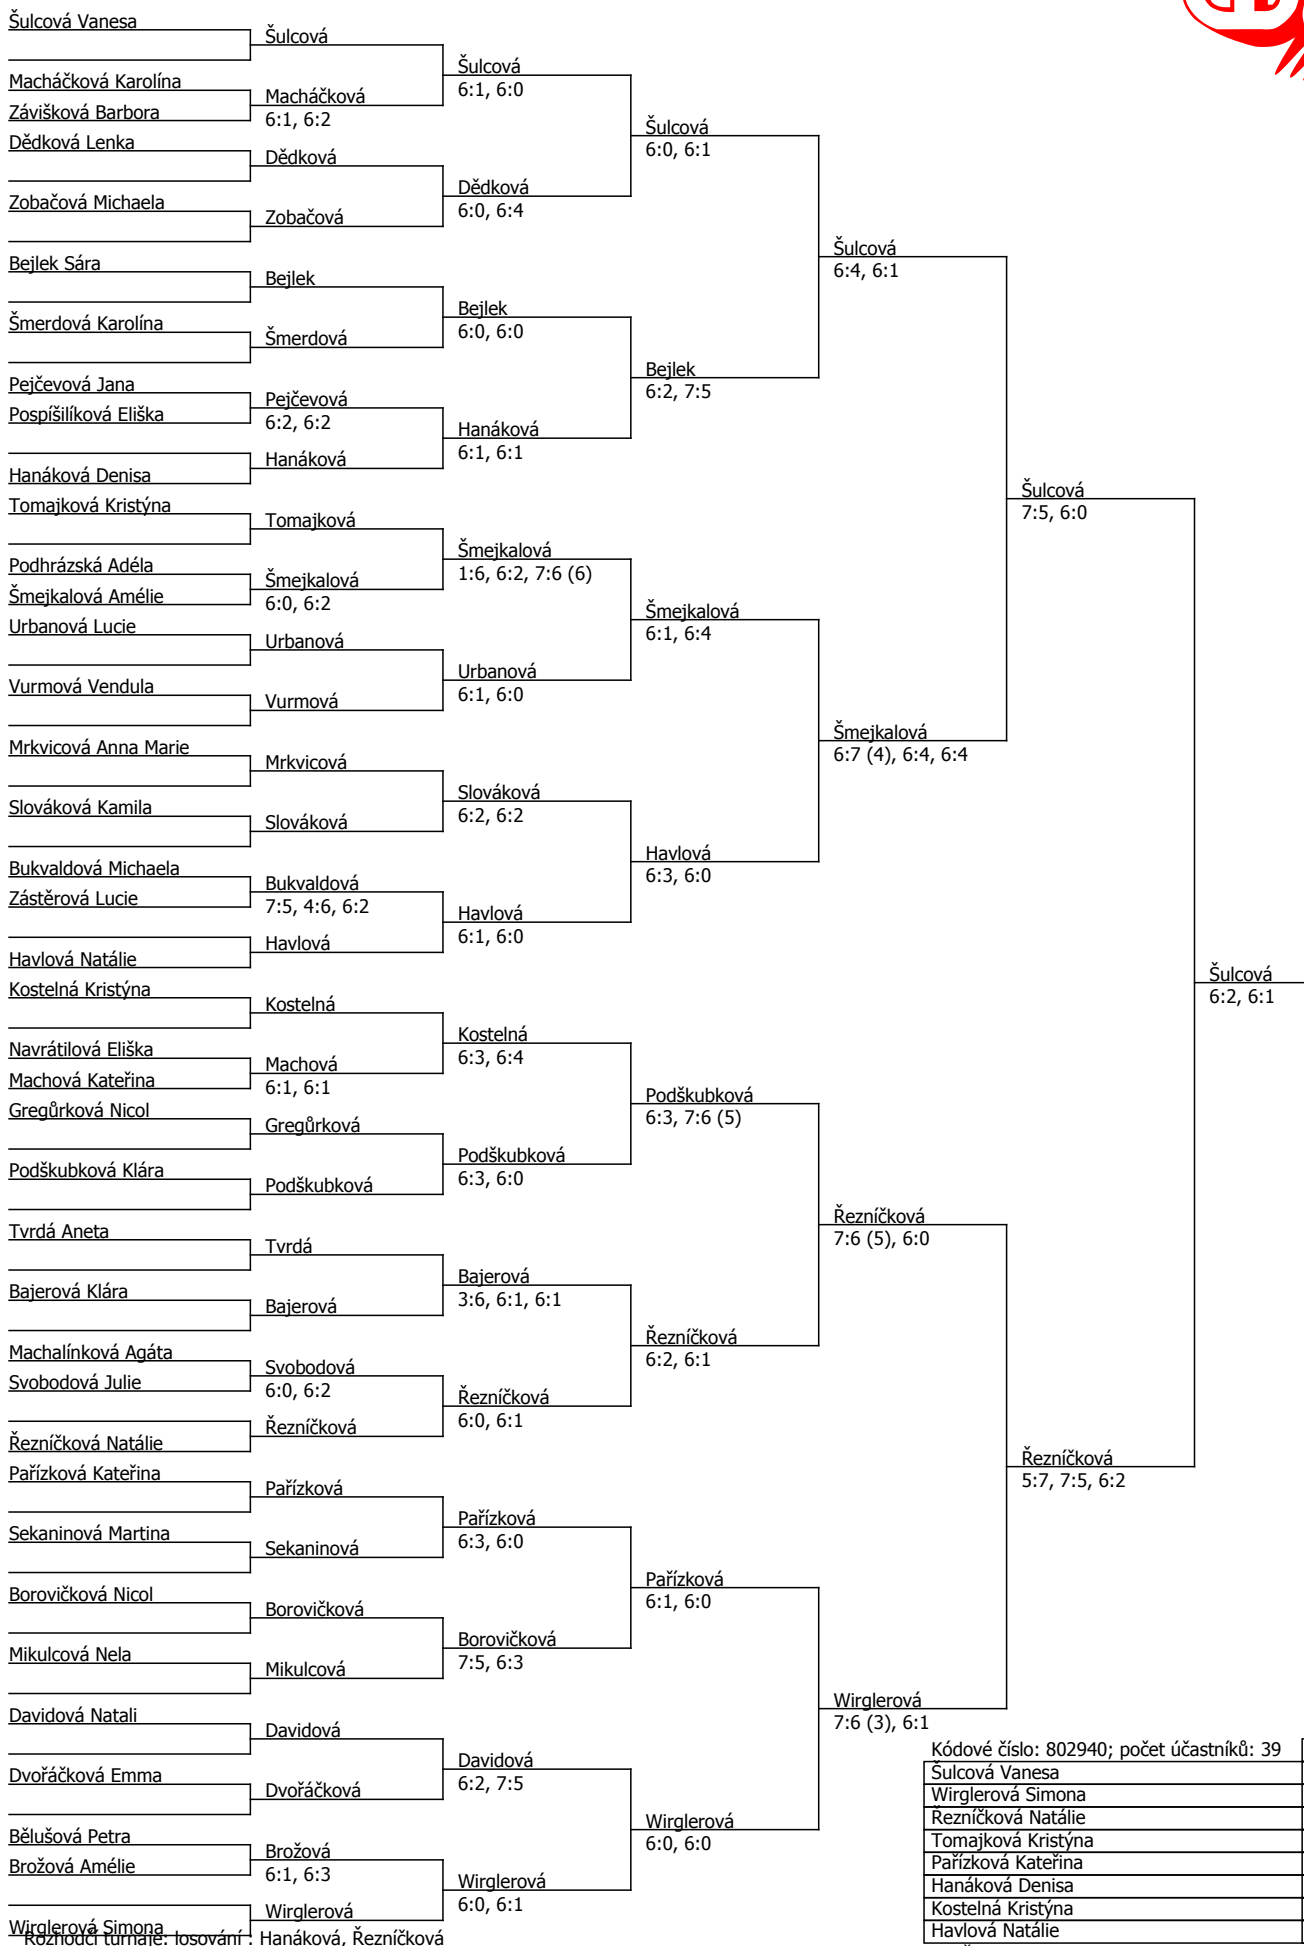 Šulcová Vanesa
Macháčková Karolína
Závišková Barbora
Dědková Lenka
Zobačová Michaela
Bejlek Sára
Šmerdová Karolína
Pejčevová Jana
Pospíšilíková Eliška
Hanáková Denisa
Tomajková Kristýna
Podhrázská Adéla
Šmejkalová Amélie
Urbanová Lucie
Vurmová Vendula
Mrkvicová Anna Marie
Slováková Kamila
Bukvaldová Michaela
Zástěrová Lucie
Havlová Natálie
Kostelná Kristýna
Navrátilová Eliška
Machová Kateřina
Gregůrková Nicol
Podškubková Klára
Tvrdá Aneta
Bajerová Klára
Machalínková Agáta
Svobodová Julie
Řezníčková Natálie
Pařízková Kateřina
Sekaninová Martina
Borovičková Nicol
Mikulcová Nela
Davidová Natali
Dvořáčková Emma
Bělušová Petra
Brožová Amélie
Wirglerová Simona
Šulcová
Macháčková
6:1, 6:2
Dědková
Zobačová
Bejlek
Šmerdová
Pejčevová
6:2, 6:2
Hanáková
Tomajková
Šmejkalová
6:0, 6:2
Urbanová
Vurmová
Mrkvicová
Slováková
Bukvaldová
7:5, 4:6, 6:2
Havlová
Kostelná
Machová
6:1, 6:1
Gregůrková
Podškubková
Tvrdá
Bajerová
Svobodová
6:0, 6:2
Řezníčková
Pařízková
Sekaninová
Borovičková
Mikulcová
Davidová
Dvořáčková
Brožová
6:1, 6:3
Wirglerová
Šulcová
6:1, 6:0
Dědková
6:0, 6:4
Bejlek
6:0, 6:0
Hanáková
6:1, 6:1
Šmejkalová
1:6, 6:2, 7:6 (6)
Urbanová
6:1, 6:0
Slováková
6:2, 6:2
Havlová
6:1, 6:0
Kostelná
6:3, 6:4
Podškubková
6:3, 6:0
Bajerová
3:6, 6:1, 6:1
Řezníčková
6:0, 6:1
Pařízková
6:3, 6:0
Borovičková
7:5, 6:3
Davidová
6:2, 7:5
Wirglerová
6:0, 6:1
Šulcová
6:0, 6:1
Bejlek
6:2, 7:5
Šmejkalová
6:1, 6:4
Havlová
6:3, 6:0
Podškubková
6:3, 7:6 (5)
Řezníčková
6:2, 6:1
Pařízková
6:1, 6:0
Wirglerová
6:0, 6:0
Šulcová
6:4, 6:1
Šmejkalová
6:7 (4), 6:4, 6:4
Řezníčková
7:6 (5), 6:0
Wirglerová
7:6 (3), 6:1
Šulcová
7:5, 6:0
Řezníčková
5:7, 7:5, 6:2
Šulcová
6:2, 6:1
Kódové číslo: 802940; počet účastníků: 39
Šulcová Vanesa
Wirglerová Simona
Řezníčková Natálie
Tomajková Kristýna
Pařízková Kateřina
Hanáková Denisa
Kostelná Kristýna
Havlová Natálie
Rozhodčí turnaje: losování : Hanáková, Řezníčková